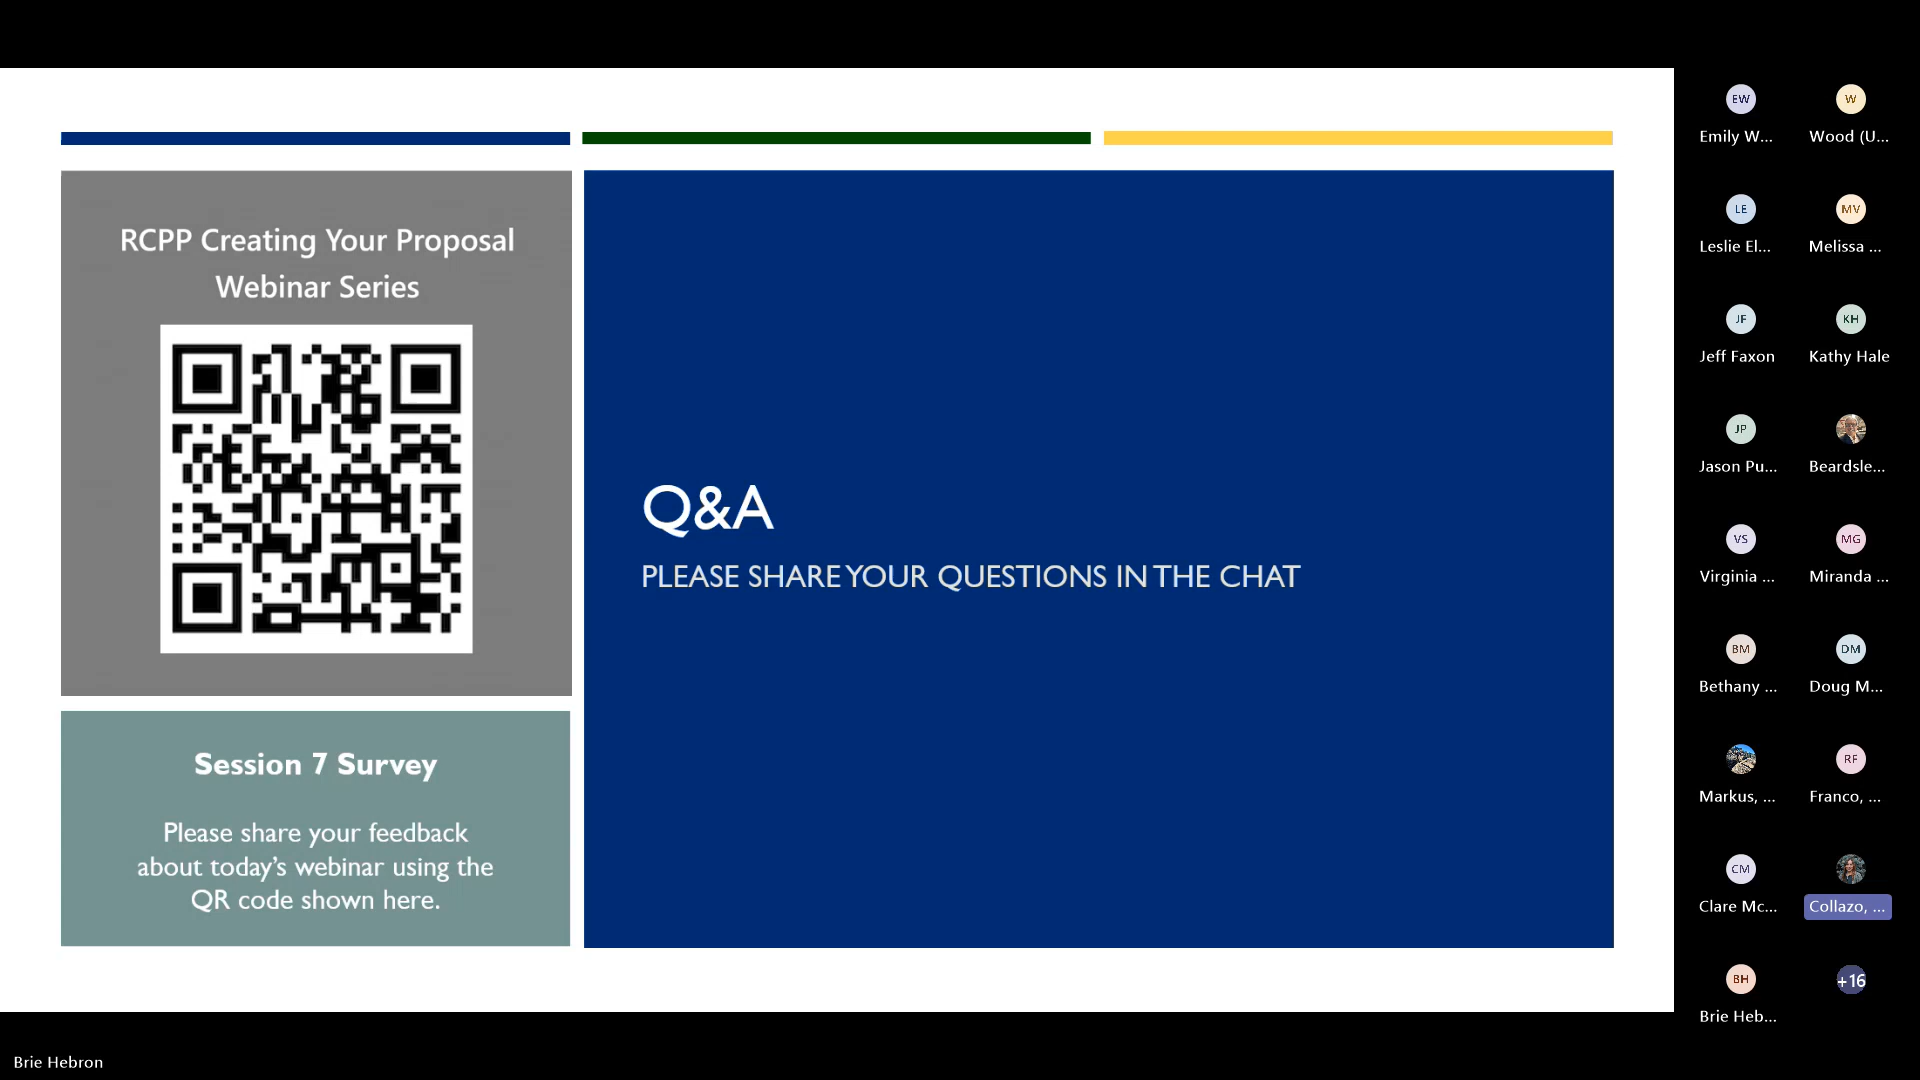 RCPP Creating Your Proposal
Webinar Series
Session 7 Survey
Please share your feedback
about today's webinar using the
QR code shown here.
Q&A
PLEASE SHARE YOUR QUESTIONS IN THE CHAT
EW
Emily W...
W
Wood (U...
LE
Leslie El...
MV
Melissa ...
JF
Jeff Faxon
KH
Kathy Hale
JP
Jason Pu...
Beardsle...
VS
Virginia ...
MG
Miranda ...
BM
Bethany ...
DM
Doug M...
Markus, ...
RF
Franco, ...
CM
Clare Mc...
Collazo, ...
BH
Brie Heb...
+16
Brie Hebron